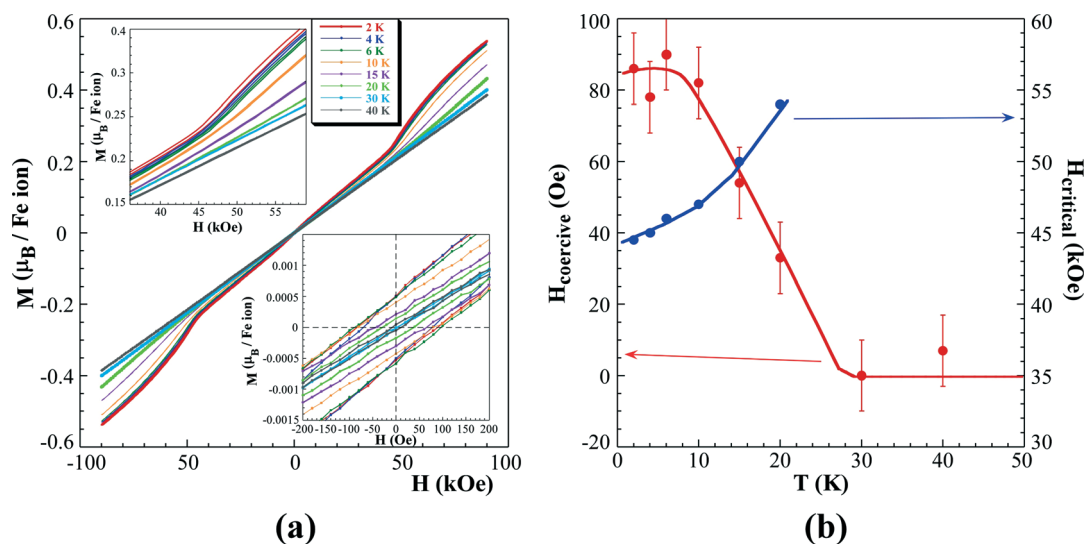 0.6
0.4
0.2
0
-0.2
-0.4
-0.6
M (μB / Fe ion)
-100
50
0
50
100
H (kOe)
0.4
0.3
0.2
0.2
0.15
M (μB / Fe ion)
40
45
50
55
H (kOe)
2 K
4 K
6 K
10 K
15 K
20 K
30 K
40 K
0.001
0.0005
0
-0.0005
-0.001
-0.0015
M (μB / Fe ion)
-200
-150
-100
-50
0
50
100
150
200
H (Oe)
(a)
100
80
60
40
20
0
-20
Hcoercive (Oe)
0
10
20
30
40
50
T (K)
60
55
50
45
40
35
30
Hcritical (kOe)
(b)